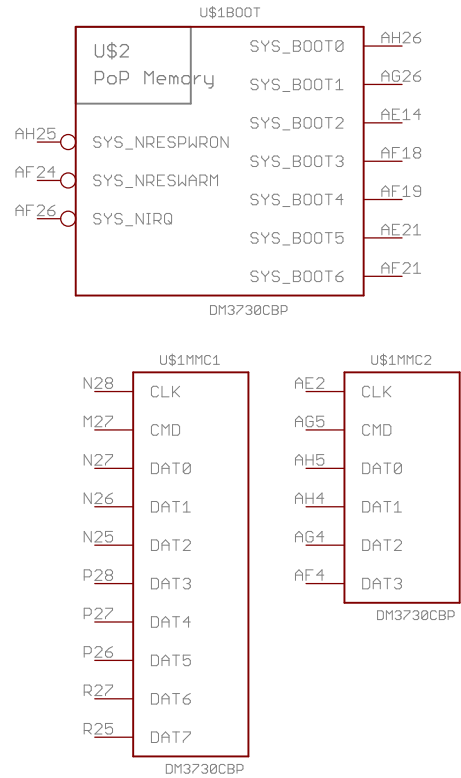 U$1BOOT
U$2
PoP Memory
SYS_BOOT0 AH26
SYS_BOOT1 AG26
SYS_BOOT2 AE14
AH25 SYS_NRESPWRON
SYS_BOOT3 AF18
AF24 SYS_NRESWARM
SYS_BOOT4 AF19
AF26 SYS_NIRQ
SYS_BOOT5 AE21
SYS_BOOT6 AF21
DM3730CBP
U$1MMC1
N28 CLK
M27 CMD
N27 DAT0
N26 DAT1
N25 DAT2
P28 DAT3
P27 DAT4
P26 DAT5
R27 DAT6
R25 DAT7
DM3730CBP
U$1MMC2
AE2 CLK
AG5 CMD
AH5 DAT0
AH4 DAT1
AG4 DAT2
AF4 DAT3
DM3730CBP